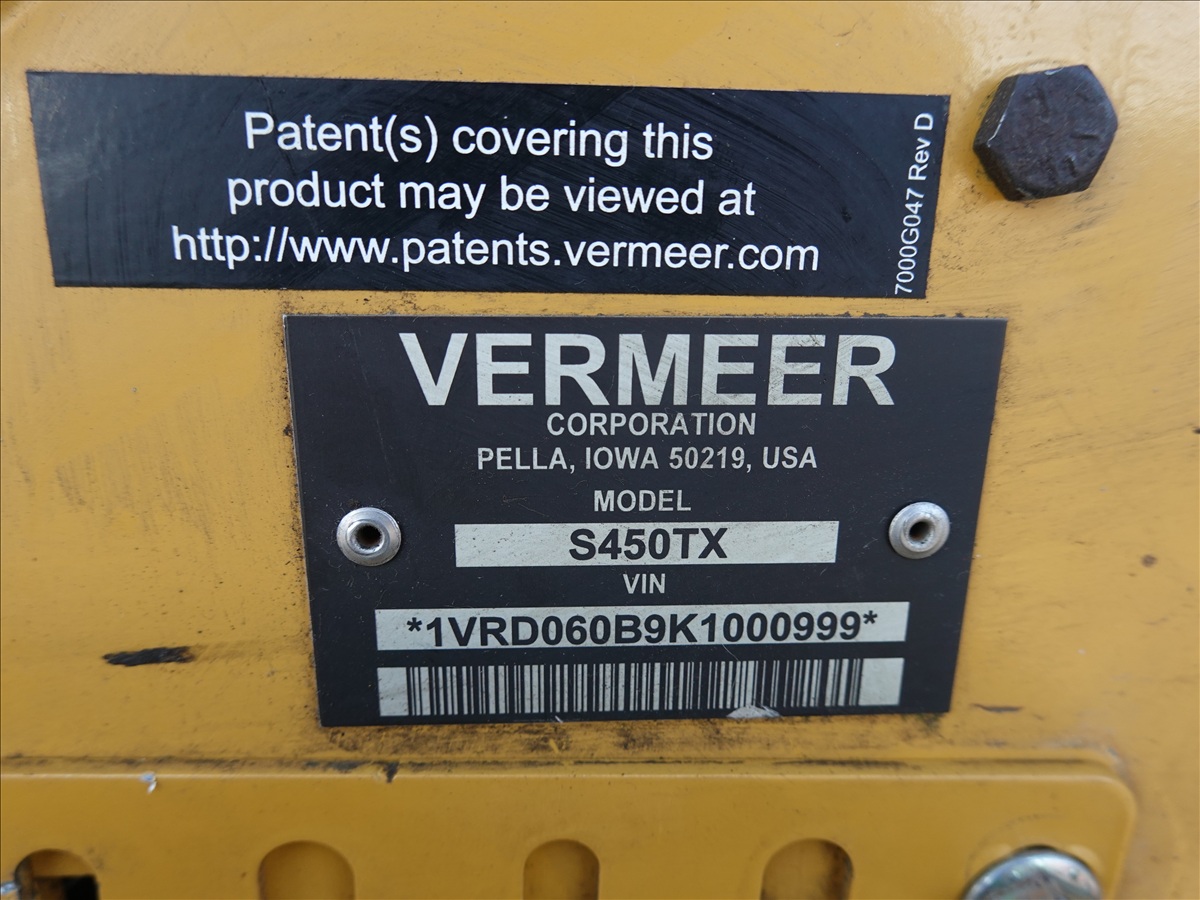 Patent(s) covering this
product may be viewed at
http://www.patents.vermeer.com
7000G047 Rev D
VERMEER
CORPORATION
PELLA, IOWA 50219, USA
MODEL
S450TX
VIN
*1VRD060B9K1000999*